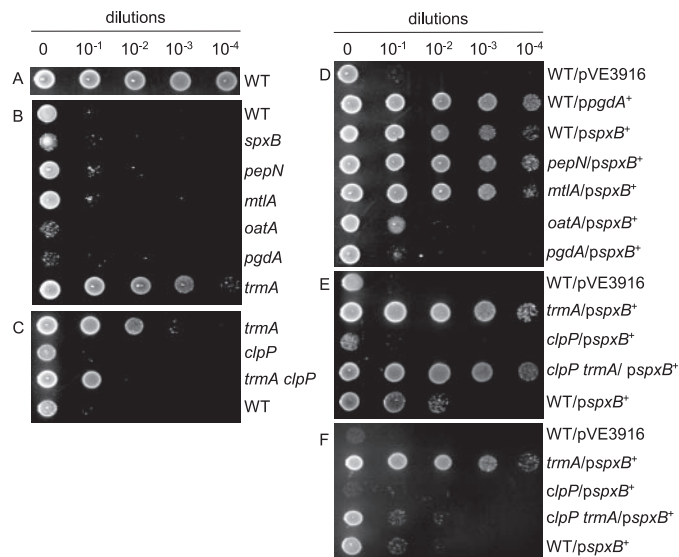 dilutions
0 10⁻¹ 10⁻² 10⁻³ 10⁻⁴
A WT
B WT
spxB
pepN
mtlA
oatA
pgdA
trmA
C trmA
clpP
trmA clpP
WT
dilutions
0 10⁻¹ 10⁻² 10⁻³ 10⁻⁴
D WT/pVE3916
WT/ppgdA⁺
WT/pspxB⁺
pepN/pspxB⁺
mtlA/pspxB⁺
oatA/pspxB⁺
pgdA/pspxB⁺
E WT/pVE3916
trmA/pspxB⁺
clpP/pspxB⁺
clpP trmA/ pspxB⁺
WT/pspxB⁺
F WT/pVE3916
trmA/pspxB⁺
clpP/pspxB⁺
clpP trmA/pspxB⁺
WT/pspxB⁺